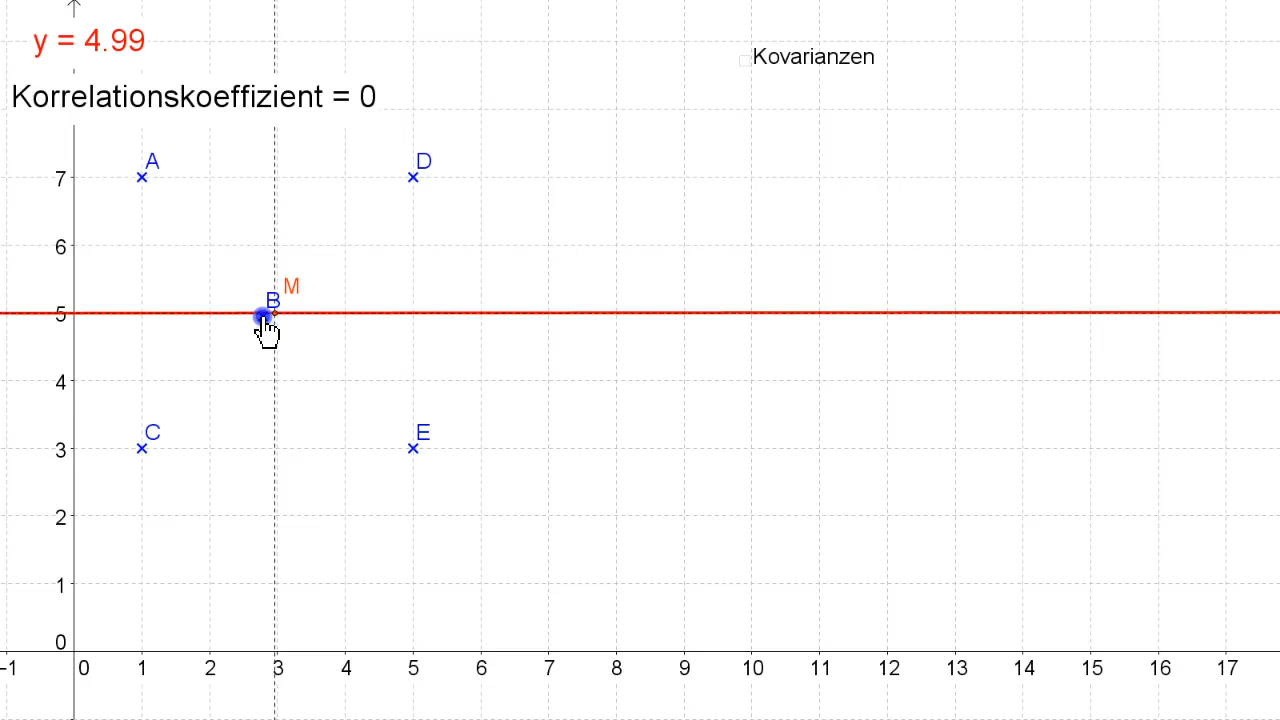 y = 4.99
Kovarianzen
Korrelationskoeffizient = 0
A
D
7
6
M
B
5
4
C
E
3
2
1
0
-1 0 1 2 3 4 5 6 7 8 9 10 11 12 13 14 15 16 17